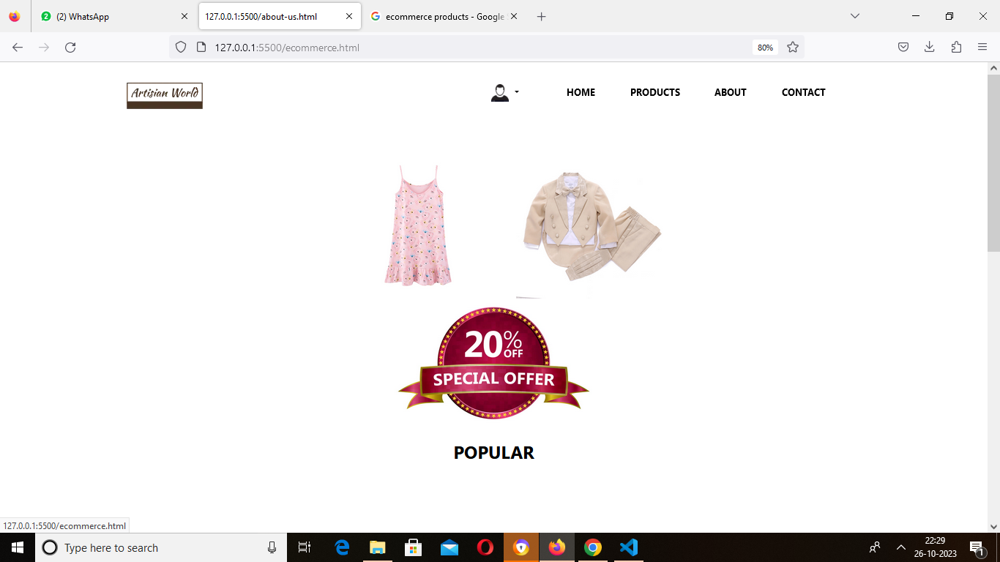 (2) WhatsApp
127.0.0.1:5500/about-us.html
ecommerce products - Google
127.0.0.1:5500/ecommerce.html
80%
Artisian World
HOME
PRODUCTS
ABOUT
CONTACT
20%
OFF
SPECIAL OFFER
POPULAR
127.0.0.1:5500/ecommerce.html
Type here to search
22:29
26-10-2023
1